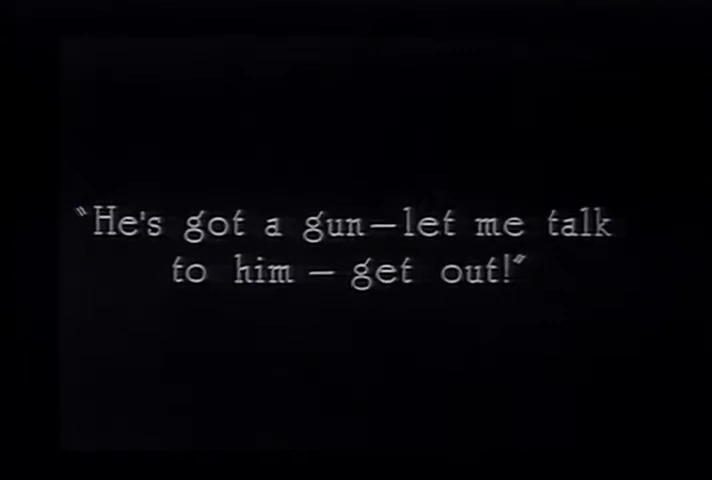 "He's got a gun—let me talk
to him — get out!"